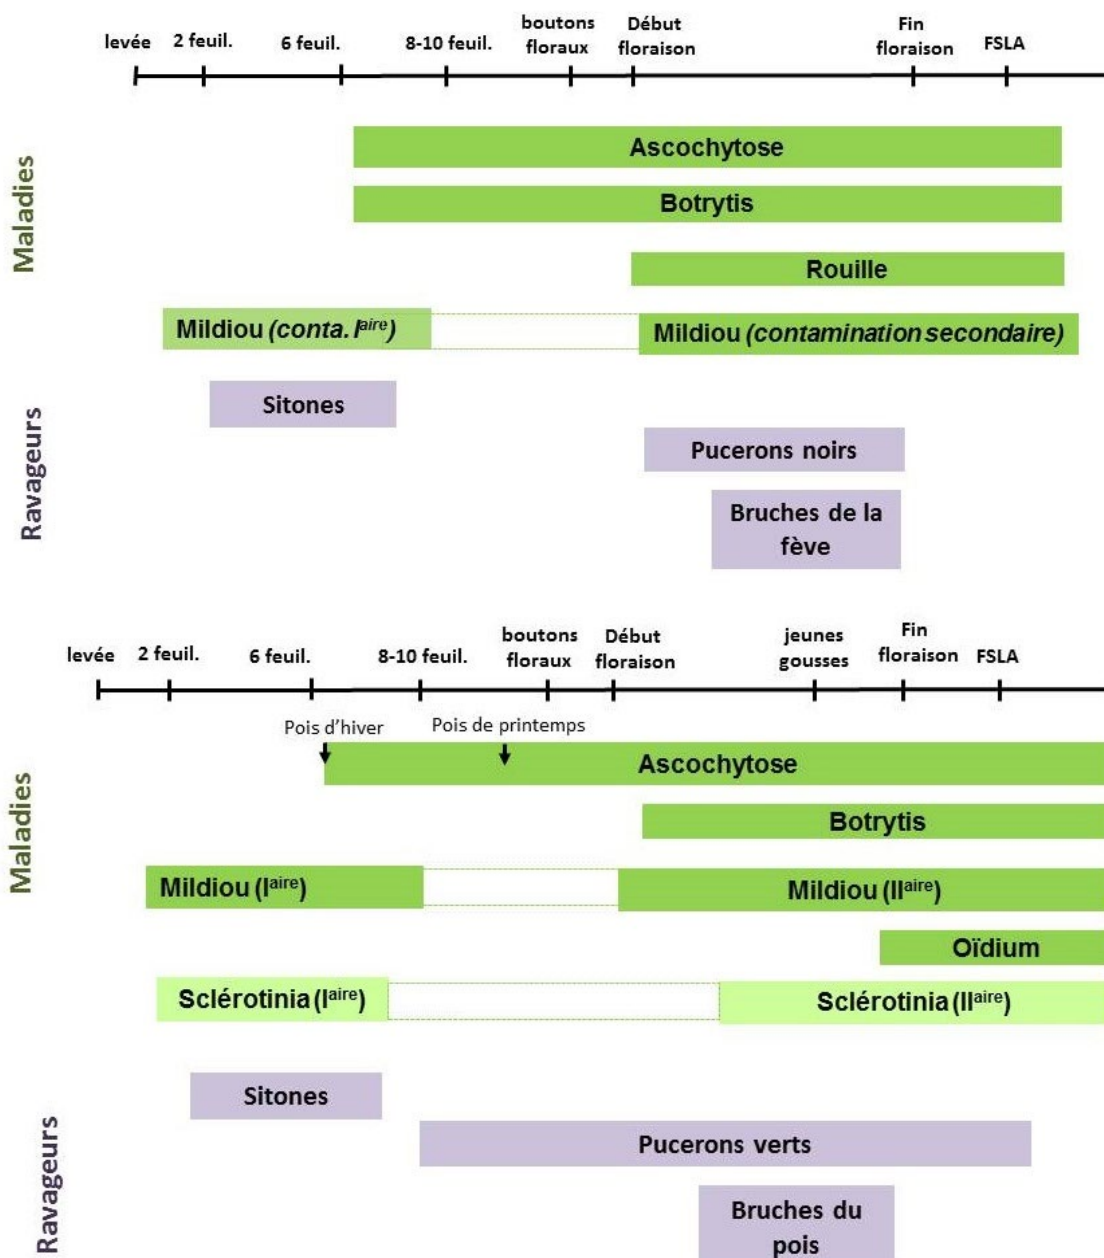 levée 2 feuil. 6 feuil. 8-10 feuil. boutons floraux Début floraison Fin floraison FSLA
Maladies
Ascochytose
Botrytis
Rouille
Mildiou (conta. Iaire) Mildiou (contamination secondaire)
Ravageurs
Sitones
Pucerons noirs
Bruches de la
fève
levée 2 feuil. 6 feuil. 8-10 feuil. boutons floraux Début floraison jeunes gousses Fin floraison FSLA
Pois d'hiver Pois de printemps
Maladies
Ascochytose
Botrytis
Mildiou (Iaire) Mildiou (IIaire)
Oïdium
Sclérotinia (Iaire) Sclérotinia (IIaire)
Ravageurs
Sitones
Pucerons verts
Bruches du
pois